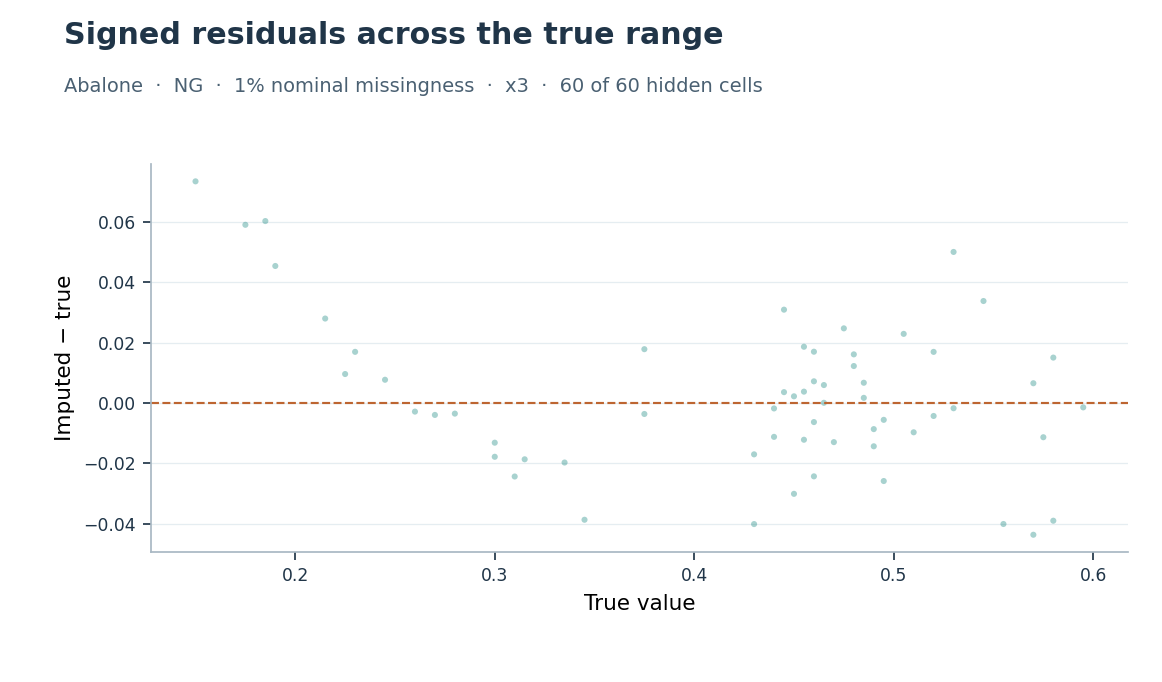 Signed residuals across the true range
Abalone · NG · 1% nominal missingness · x3 · 60 of 60 hidden cells
Imputed − true
0.06
0.04
0.02
0.00
−0.02
−0.04
0.2 0.3 0.4 0.5 0.6
True value